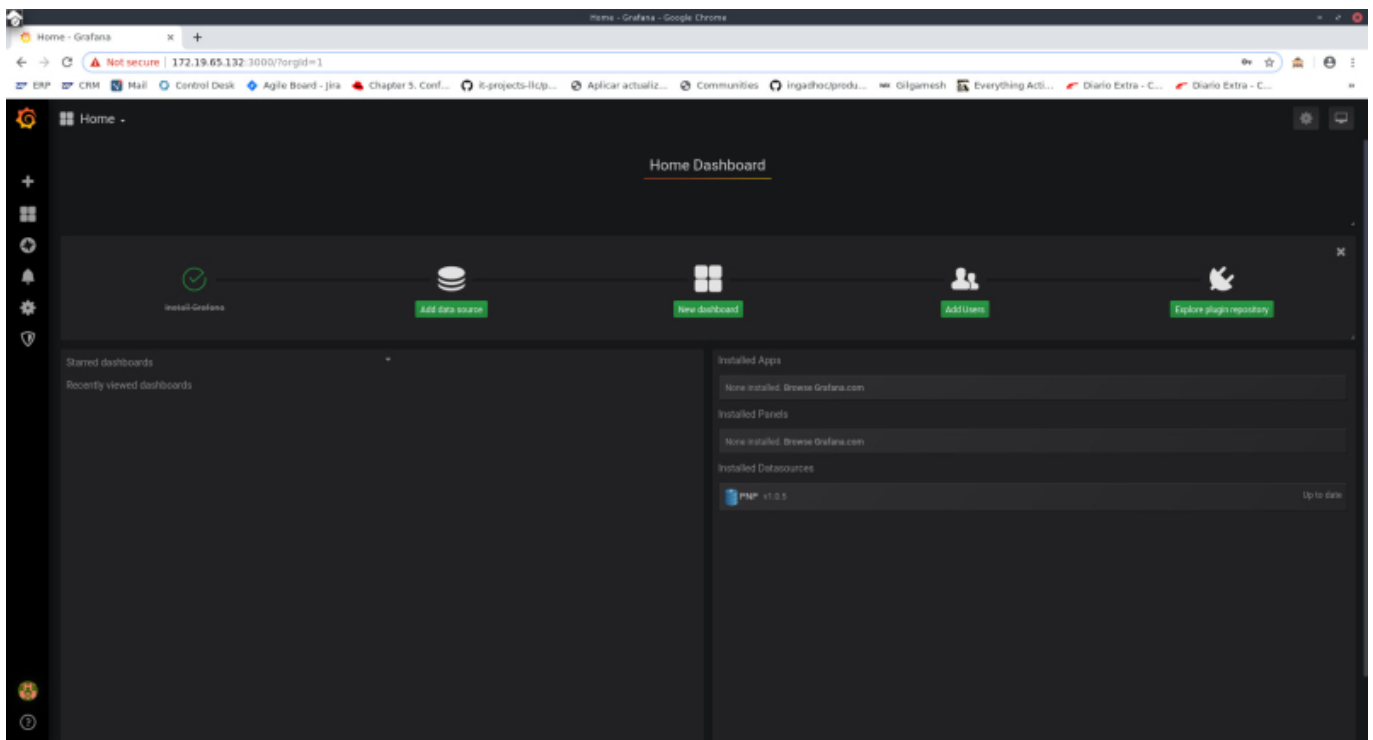 Home - Grafana - Google Chrome
Home - Grafana
Not secure | 172.19.65.132:3000/?orgId=1
ERP CRM Mail Control Desk Agile Board - Jira Chapter 5. Conf... it-projects-llc/p... Aplicar actualiz... Communities ingadhoc/produ... Gilgamesh Everything Acti... Diario Extra - C... Diario Extra - C... »
Home
Home Dashboard
Install Grafana
Add data source
New dashboard
Add Users
Explore plugin repository
Starred dashboards
Recently viewed dashboards
Installed Apps
None installed. Browse Grafana.com
Installed Panels
None installed. Browse Grafana.com
Installed Datasources
PNP v1.0.5
Up to date